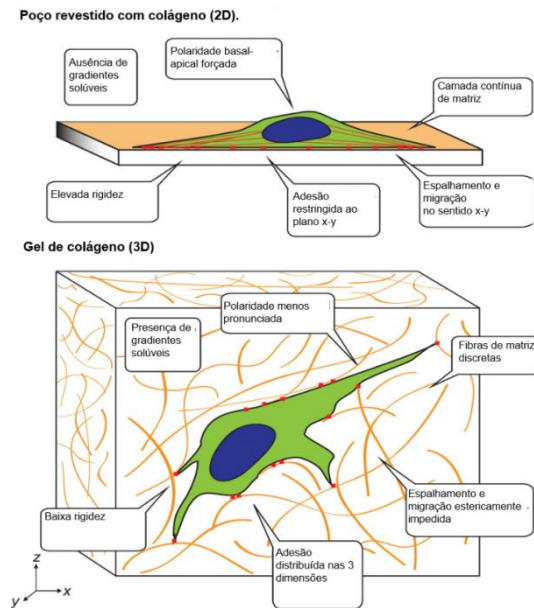 Poço revestido com colágeno (2D).
Polaridade basal-
apical forçada
Ausência de
gradientes
solúveis
Camada contínua
de matriz
Elevada rigidez
Adesão
restringida ao
plano x-y
Espalhamento e
migração
no sentido x-y
Gel de colágeno (3D)
Polaridade menos
pronunciada
Presença de
gradientes
solúveis
Fibras de matriz
discretas
Baixa rigidez
Espalhamento e
migração estericamente
impedida
Adesão
distribuída nas 3
dimensões
z
x
y